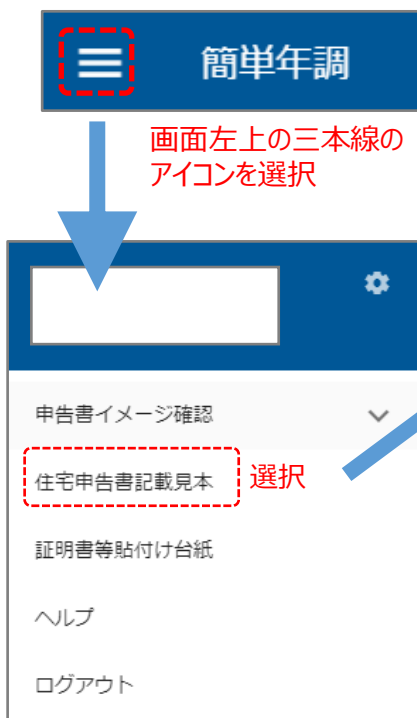 簡単年調
画面左上の三本線の
アイコンを選択
申告書イメージ確認
住宅申告書記載見本
選択
証明書等貼付け台紙
ヘルプ
ログアウト